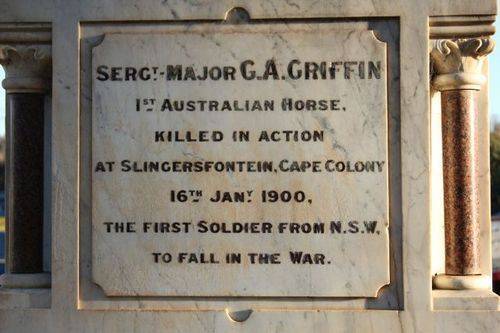 SERGT-MAJOR G.A. GRIFFIN
1ST AUSTRALIAN HORSE,
KILLED IN ACTION
AT SLINGERSFONTEIN, CAPE COLONY
16TH JANY 1900,
THE FIRST SOLDIER FROM N.S.W,
TO FALL IN THE WAR.